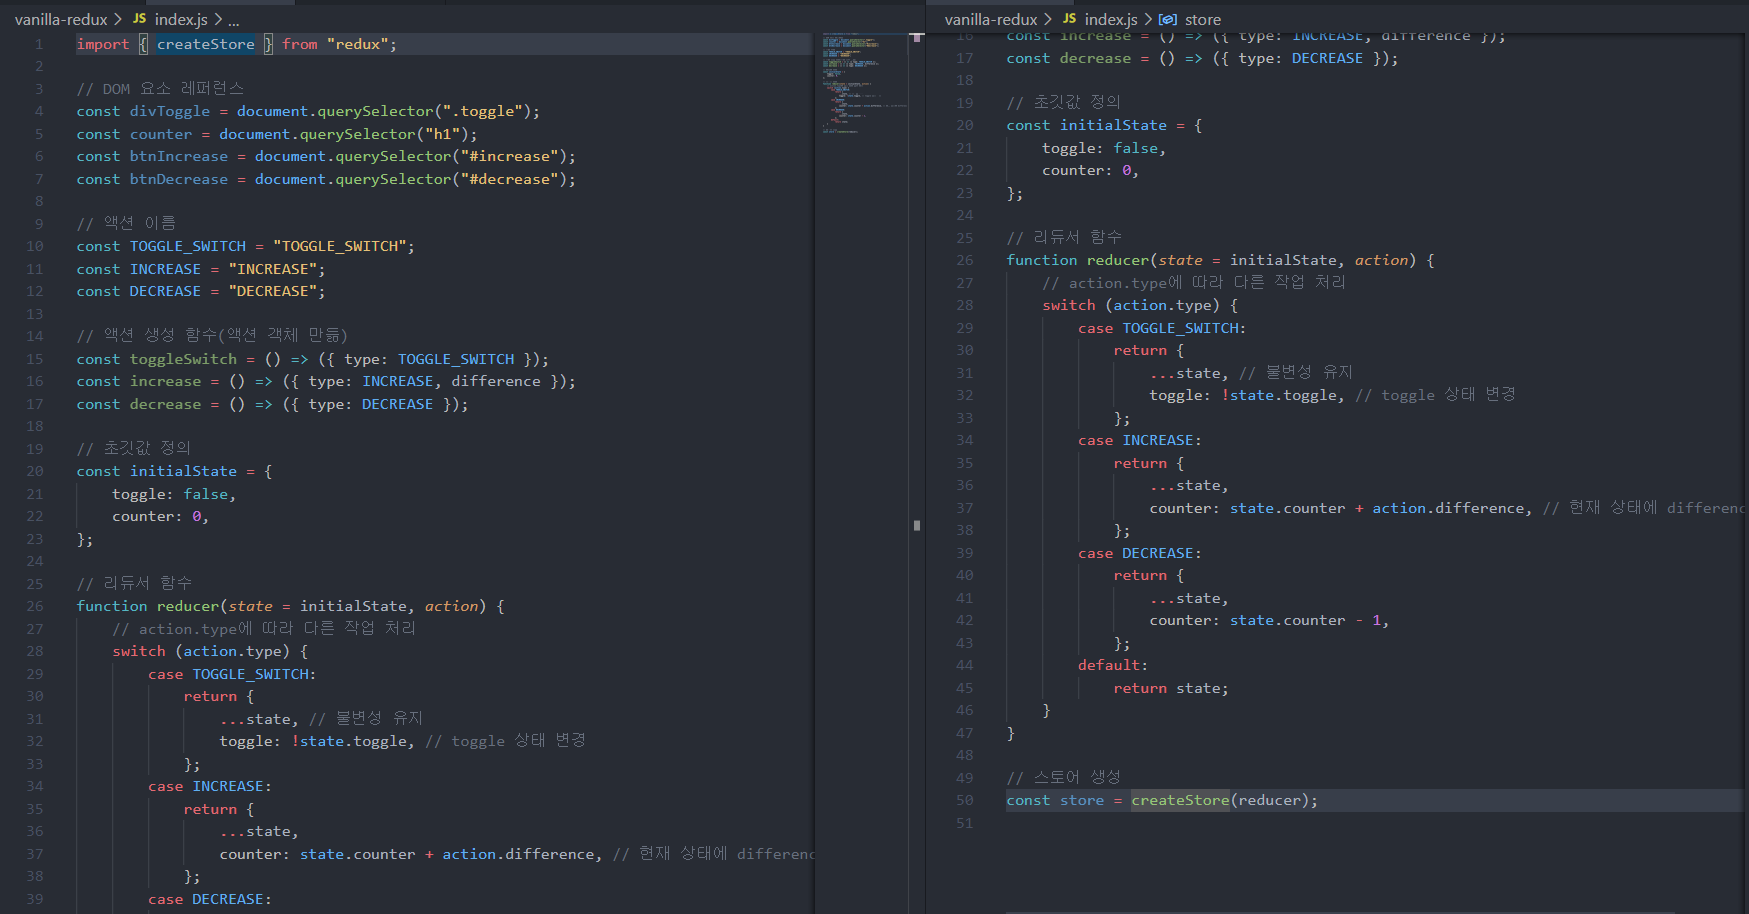 vanilla-redux > JS index.js > ...
1 import { createStore } from "redux";
2
3 // DOM 요소 레퍼런스
4 const divToggle = document.querySelector(".toggle");
5 const counter = document.querySelector("h1");
6 const btnIncrease = document.querySelector("#increase");
7 const btnDecrease = document.querySelector("#decrease");
8
9 // 액션 이름
10 const TOGGLE_SWITCH = "TOGGLE_SWITCH";
11 const INCREASE = "INCREASE";
12 const DECREASE = "DECREASE";
13
14 // 액션 생성 함수(액션 객체 만듦)
15 const toggleSwitch = () => ({ type: TOGGLE_SWITCH });
16 const increase = () => ({ type: INCREASE, difference });
17 const decrease = () => ({ type: DECREASE });
18
19 // 초깃값 정의
20 const initialState = {
21 toggle: false,
22 counter: 0,
23 };
24
25 // 리듀서 함수
26 function reducer(state = initialState, action) {
27 // action.type에 따라 다른 작업 처리
28 switch (action.type) {
29 case TOGGLE_SWITCH:
30 return {
31 ...state, // 불변성 유지
32 toggle: !state.toggle, // toggle 상태 변경
33 };
34 case INCREASE:
35 return {
36 ...state,
37 counter: state.counter + action.difference, // 현재 상태에 differenc
38 };
39 case DECREASE:
vanilla-redux > JS index.js > store
16 const increase = () => ({ type: INCREASE, difference });
17 const decrease = () => ({ type: DECREASE });
18
19 // 초깃값 정의
20 const initialState = {
21 toggle: false,
22 counter: 0,
23 };
24
25 // 리듀서 함수
26 function reducer(state = initialState, action) {
27 // action.type에 따라 다른 작업 처리
28 switch (action.type) {
29 case TOGGLE_SWITCH:
30 return {
31 ...state, // 불변성 유지
32 toggle: !state.toggle, // toggle 상태 변경
33 };
34 case INCREASE:
35 return {
36 ...state,
37 counter: state.counter + action.difference, // 현재 상태에 differenc
38 };
39 case DECREASE:
40 return {
41 ...state,
42 counter: state.counter - 1,
43 };
44 default:
45 return state;
46 }
47 }
48
49 // 스토어 생성
50 const store = createStore(reducer);
51